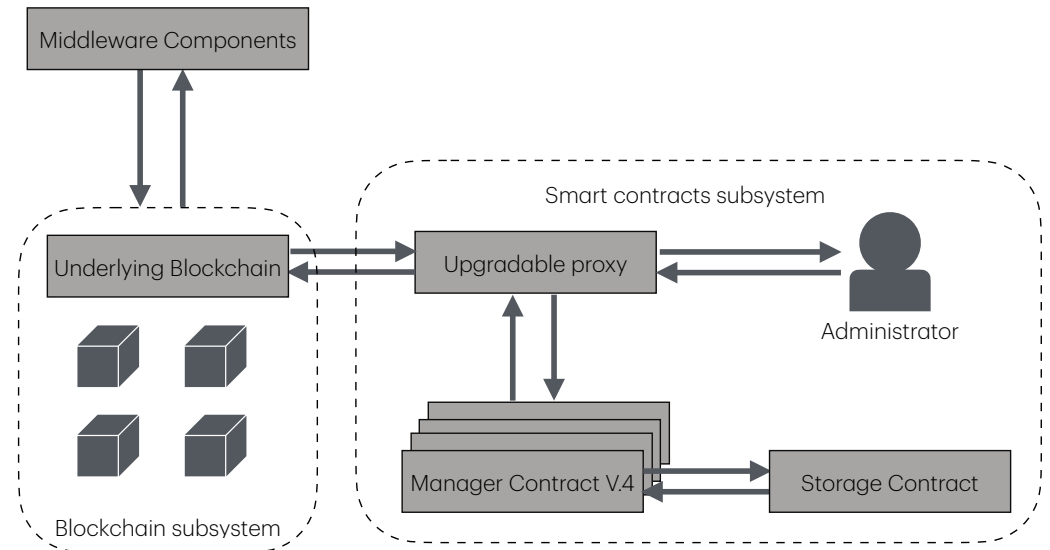 Middleware Components
Smart contracts subsystem
Underlying Blockchain
Upgradable proxy
Administrator
Manager Contract V.4
Storage Contract
Blockchain subsystem